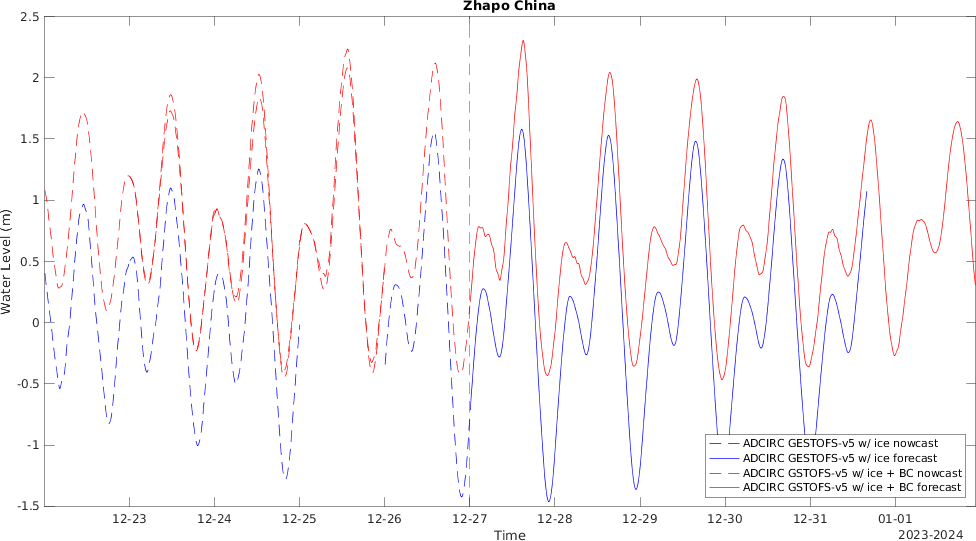 Zhapo China
2.5
2
1.5
1
0.5
0
-0.5
-1
-1.5
Water Level (m)
ADCIRC GESTOFS-v5 w/ ice nowcast
ADCIRC GESTOFS-v5 w/ ice forecast
ADCIRC GSTOFS-v5 w/ ice + BC nowcast
ADCIRC GSTOFS-v5 w/ ice + BC forecast
12-23 12-24 12-25 12-26 12-27 12-28 12-29 12-30 12-31 01-01
Time
2023-2024